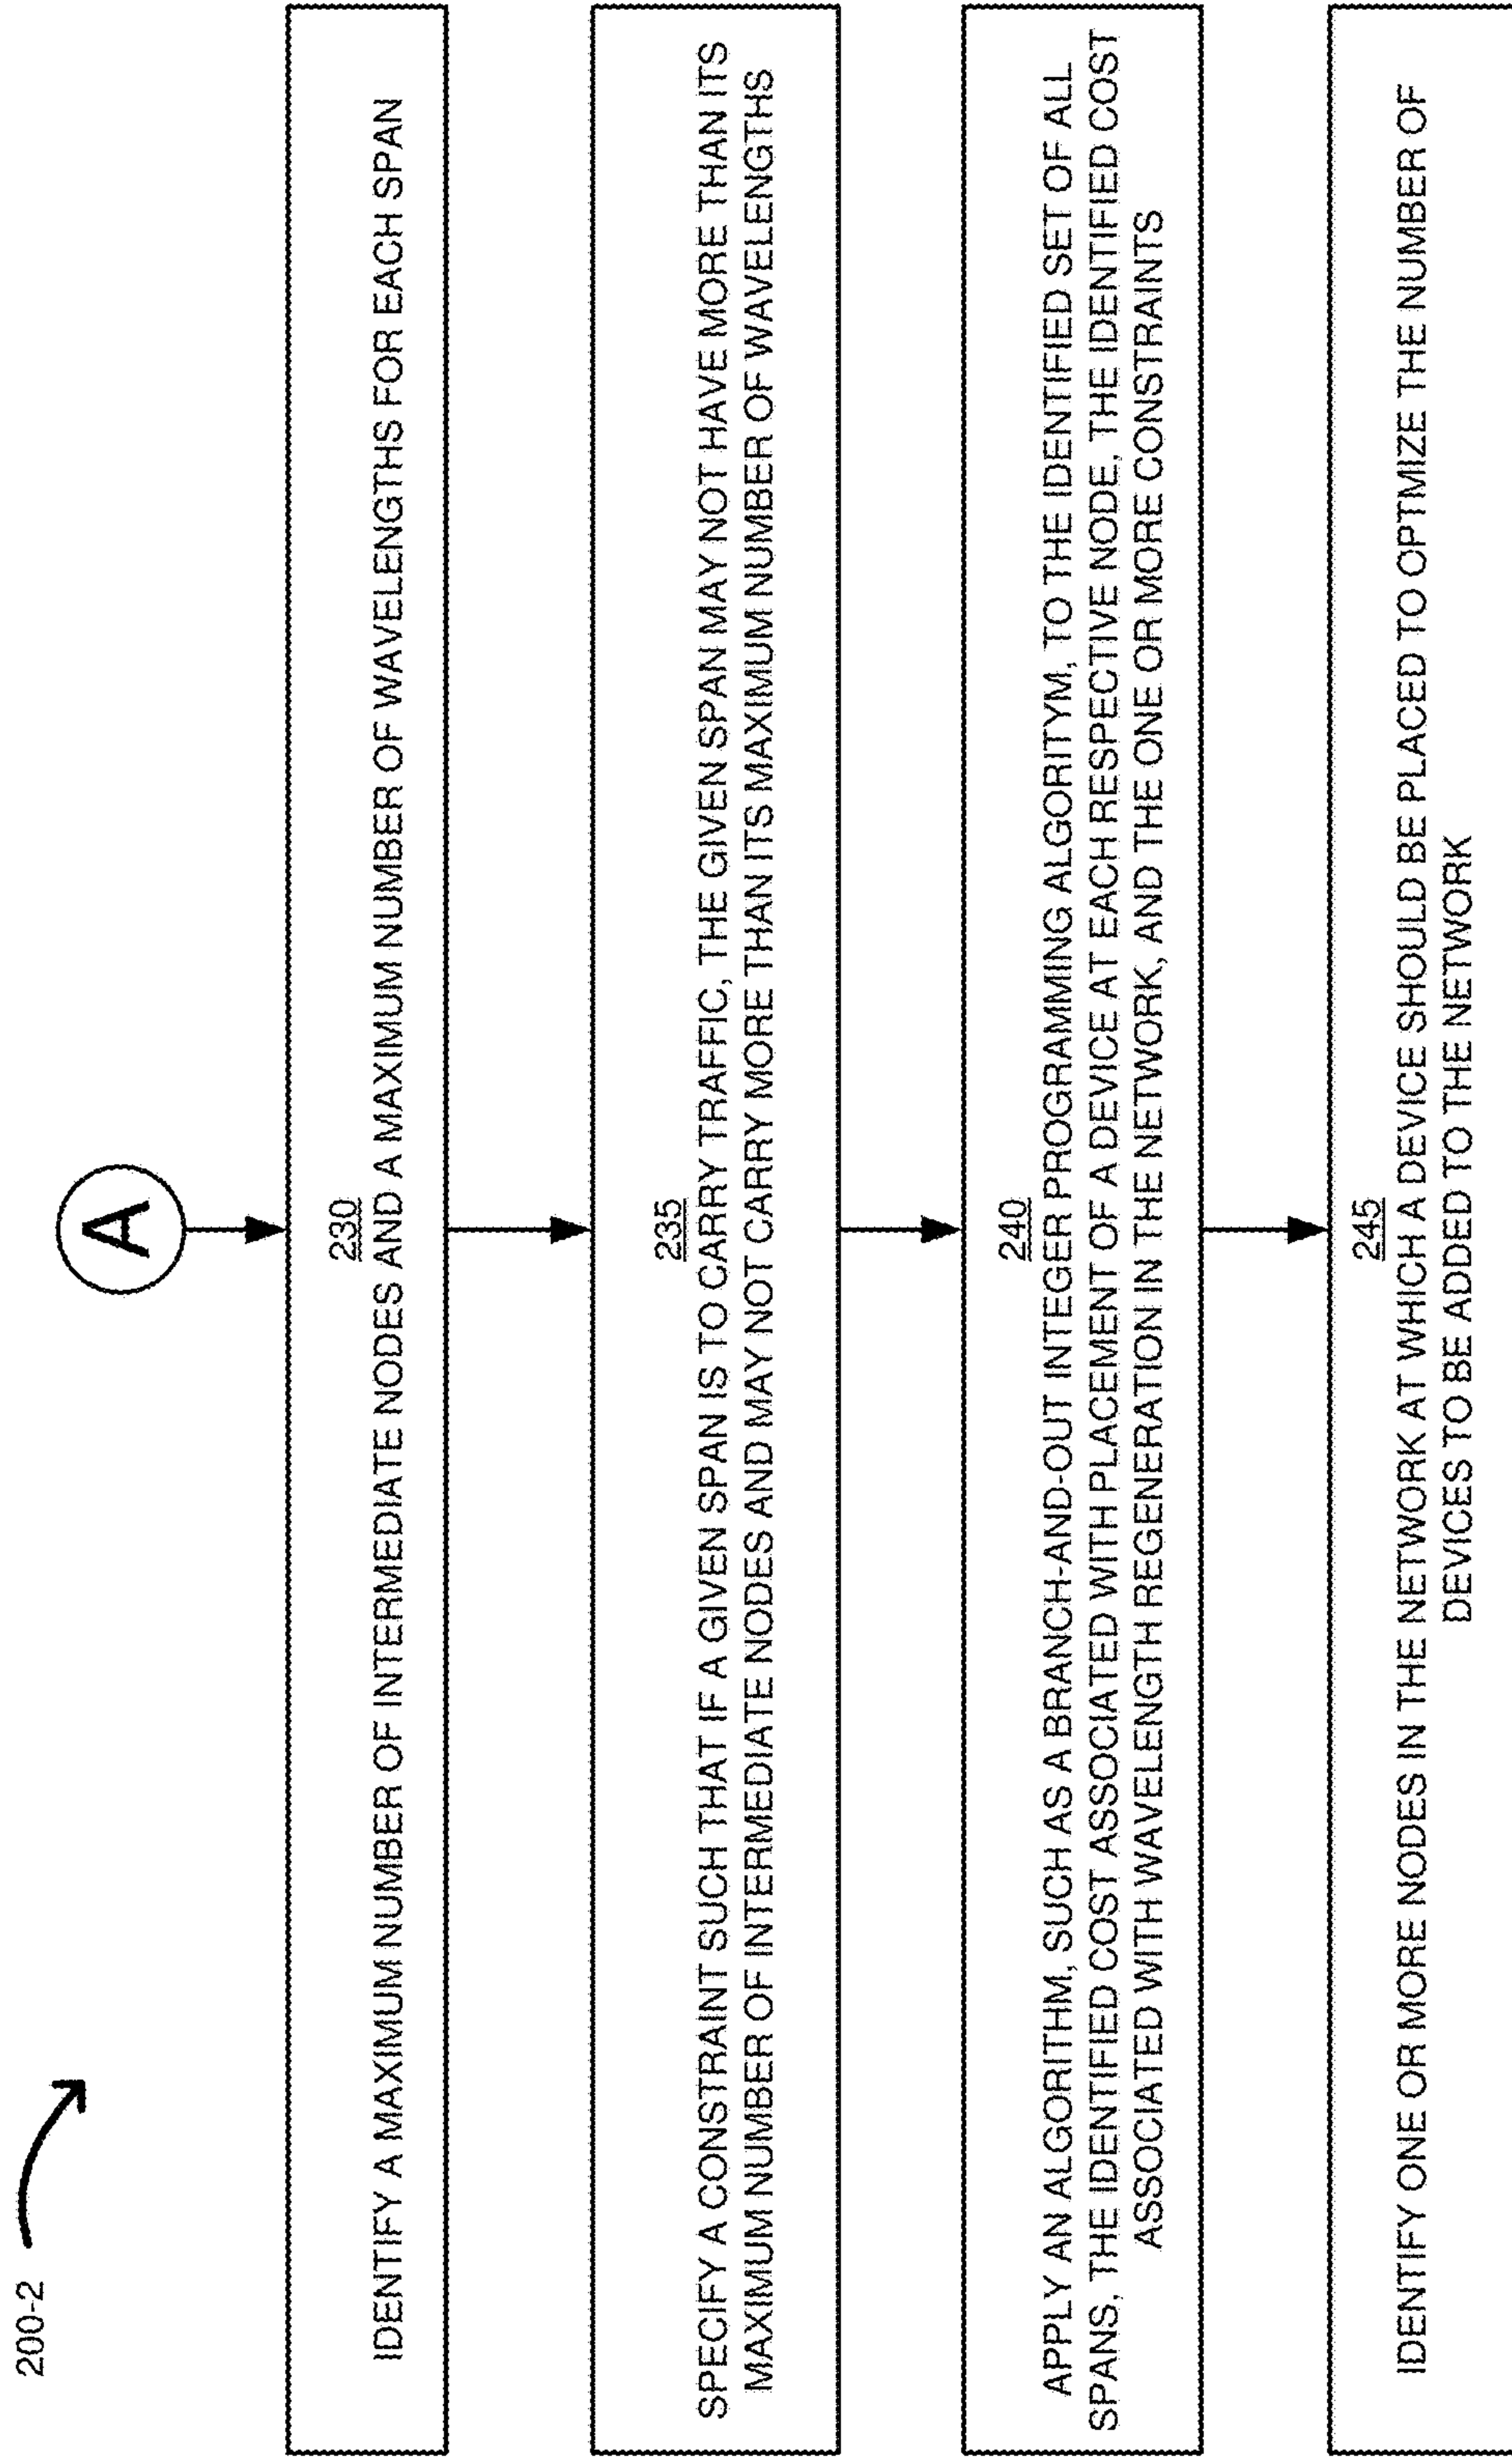 200-2
A
230
IDENTIFY A MAXIMUM NUMBER OF INTERMEDIATE NODES AND A MAXIMUM NUMBER OF WAVELENGTHS FOR EACH SPAN
235
SPECIFY A CONSTRAINT SUCH THAT IF A GIVEN SPAN IS TO CARRY TRAFFIC, THE GIVEN SPAN MAY NOT HAVE MORE THAN ITS
MAXIMUM NUMBER OF INTERMEDIATE NODES AND MAY NOT CARRY MORE THAN ITS MAXIMUM NUMBER OF WAVELENGTHS
240
APPLY AN ALGORITHM, SUCH AS A BRANCH-AND-OUT INTEGER PROGRAMMING ALGORITYM, TO THE IDENTIFIED SET OF ALL
SPANS, THE IDENTIFIED COST ASSOCIATED WITH PLACEMENT OF A DEVICE AT EACH RESPECTIVE NODE, THE IDENTIFIED COST
ASSOCIATED WITH WAVELENGTH REGENERATION IN THE NETWORK, AND THE ONE OR MORE CONSTRAINTS
245
IDENTIFY ONE OR MORE NODES IN THE NETWORK AT WHICH A DEVICE SHOULD BE PLACED TO OPTIMIZE THE NUMBER OF
DEVICES TO BE ADDED TO THE NETWORK